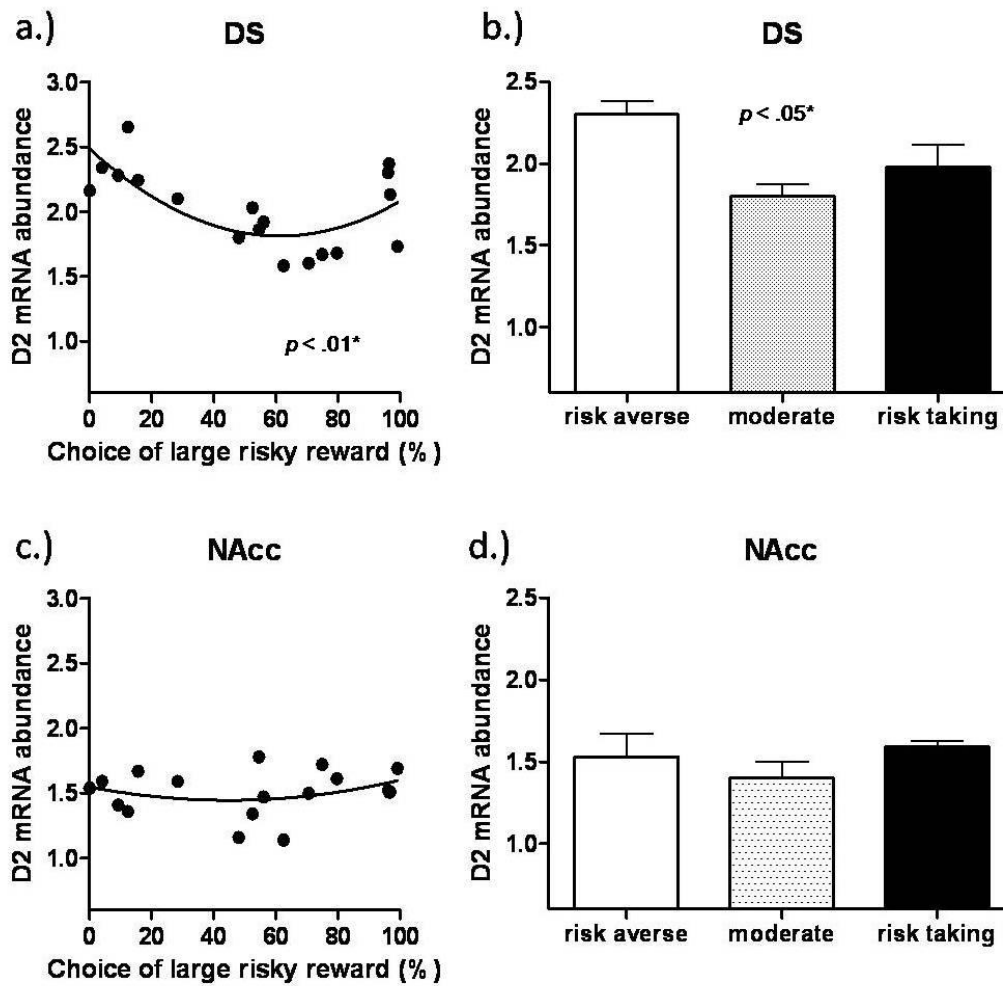 a.)
DS
D2 mRNA abundance
3.0
2.5
2.0
1.5
1.0
p < .01*
0 20 40 60 80 100
Choice of large risky reward (%)
b.)
DS
D2 mRNA abundance
2.5
2.0
1.5
1.0
p < .05*
risk averse moderate risk taking
c.)
NAcc
D2 mRNA abundance
3.0
2.5
2.0
1.5
1.0
0 20 40 60 80 100
Choice of large risky reward (%)
d.)
NAcc
D2 mRNA abundance
2.5
2.0
1.5
1.0
risk averse moderate risk taking